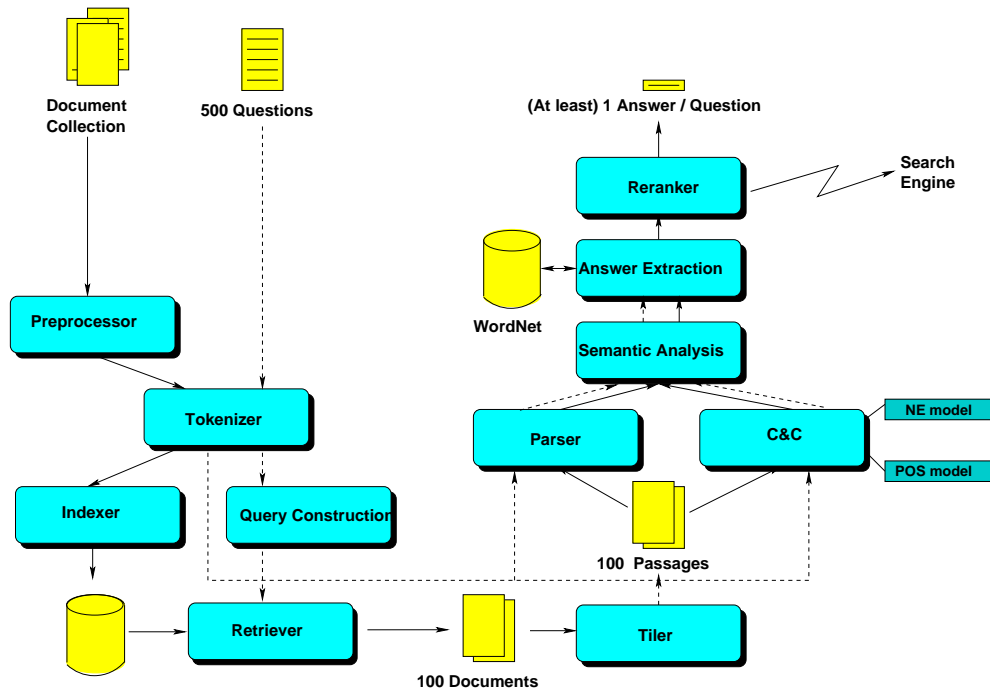 Document
Collection
500 Questions
(At least) 1 Answer / Question
Reranker
Search
Engine
Answer Extraction
WordNet
Preprocessor
Semantic Analysis
Tokenizer
Parser
C&C
NE model
POS model
Indexer
Query Construction
100 Passages
Retriever
Tiler
100 Documents